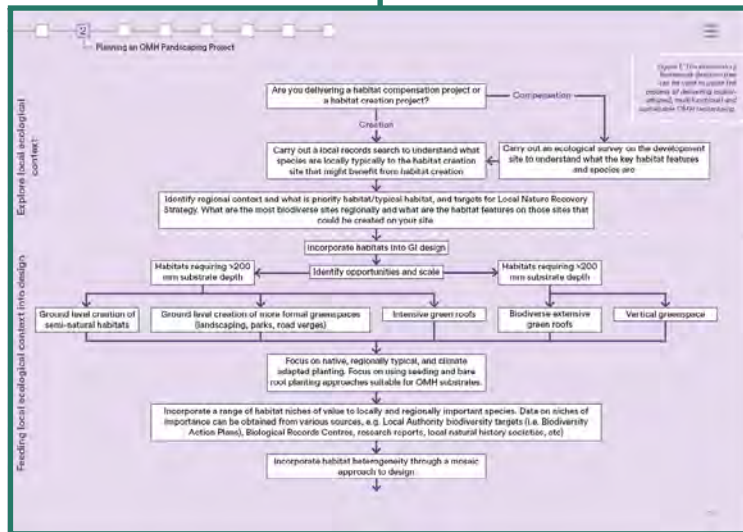 2
Planning an OMH Pandscaping Project
Are you delivering a habitat compensation project or
a habitat creation project?
Compensation
Creation
Explore local ecological
context
Carry out a local records search to understand what
species are locally typically to the habitat creation
site that might benefit from habitat creation
Carry out an ecological survey on the development
site to understand what the key habitat features
and species are
Identify regional context and what is priority habitat/typical habitat, and targets for Local Nature Recovery
Strategy. What are the most biodiverse sites regionally and what are the habitat features on those sites that
could be created on your site
Incorporate habitats into GI design
Habitats requiring >200
mm substrate depth
Identify opportunities and scale
Habitats requiring >200
mm substrate depth
Ground level creation of
semi-natural habitats
Ground level creation of more formal greenspaces
(landscaping, parks, road verges)
Intensive green roofs
Biodiverse extensive
green roofs
Vertical greenspace
Feeding local ecological context into design
Focus on native, regionally typical, and climate
adapted planting. Focus on using seeding and bare
root planting approaches suitable for OMH substrates.
Incorporate a range of habitat niches of value to locally and regionally important species. Data on niches of
importance can be obtained from various sources, e.g. Local Authority biodiversity targets (i.e. Biodiversity
Action Plans), Biological Records Centres, research reports, local natural history societies, etc)
Incorporate habitat heterogeneity through a mosaic
approach to design